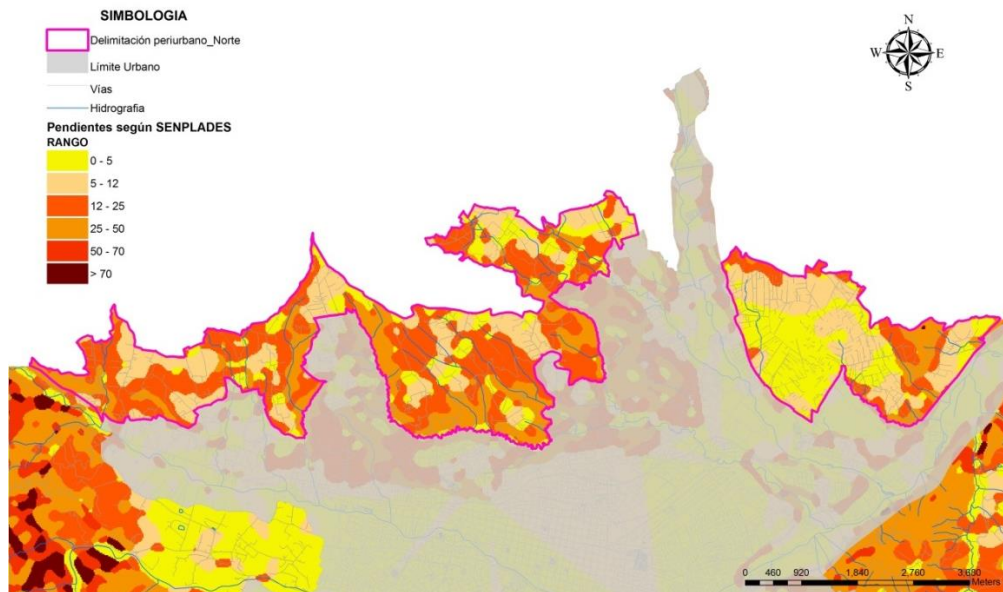 SIMBOLOGIA
Delimitación periurbano_Norte
Límite Urbano
Vías
Hidrografia
Pendientes según SENPLADES
RANGO
0 - 5
5 - 12
12 - 25
25 - 50
50 - 70
> 70
N
W E
S
0 460 920 1.840 2.760 3.680
Meters